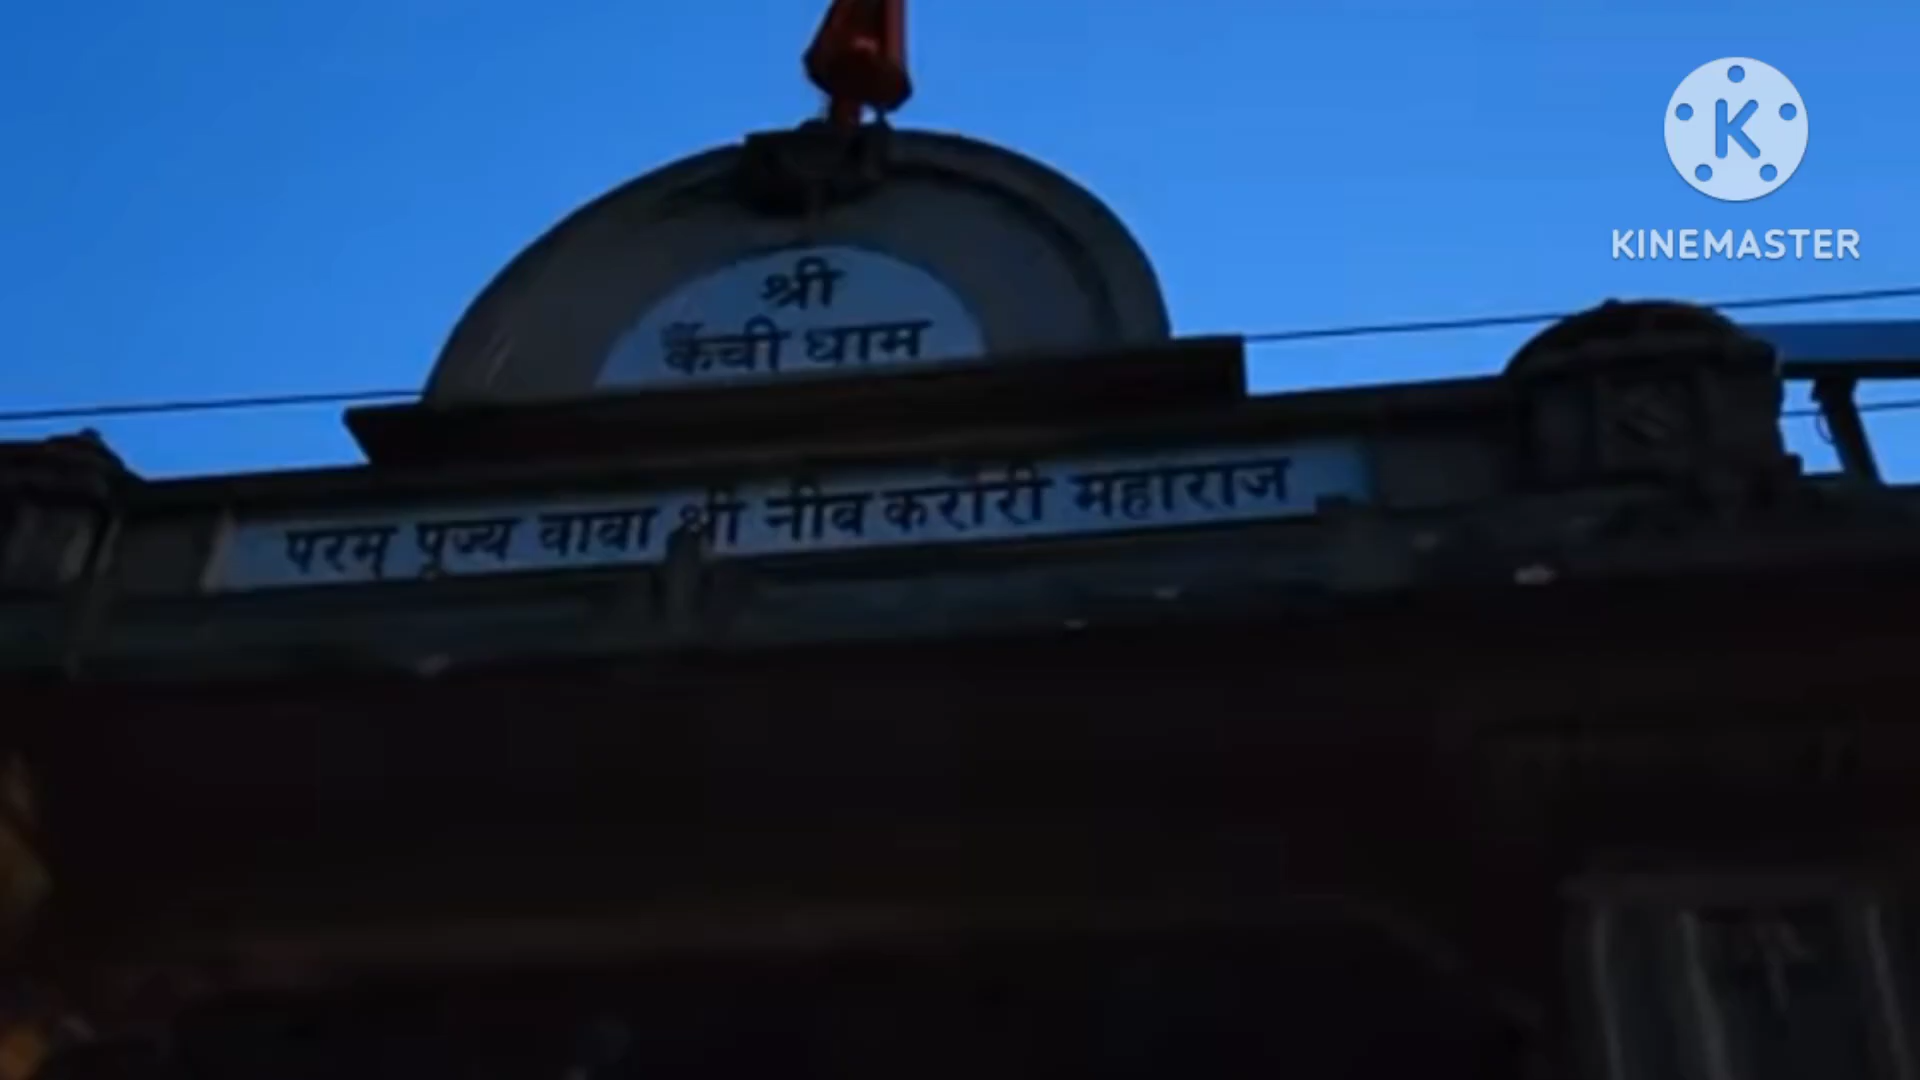 श्री
कैंची धाम
परम् पूज्य वावा श्री नीव करोरी महाराज
KINEMASTER